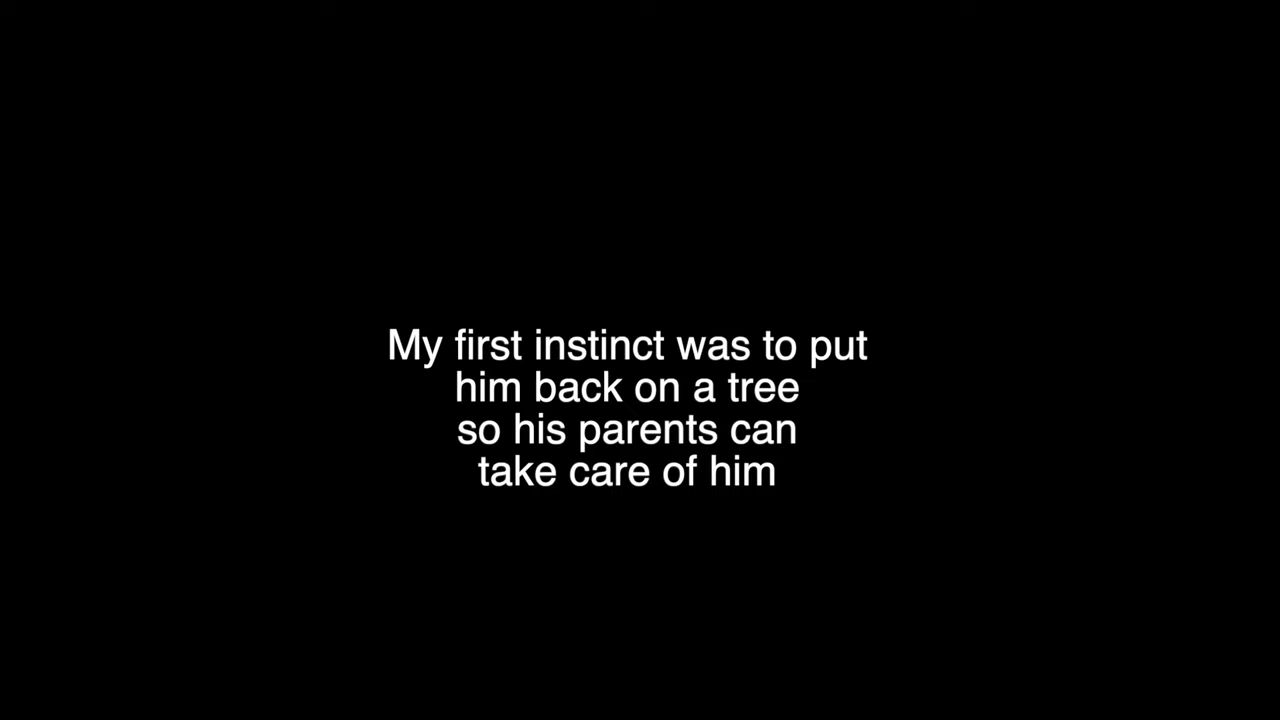 My first instinct was to put
him back on a tree
so his parents can
take care of him